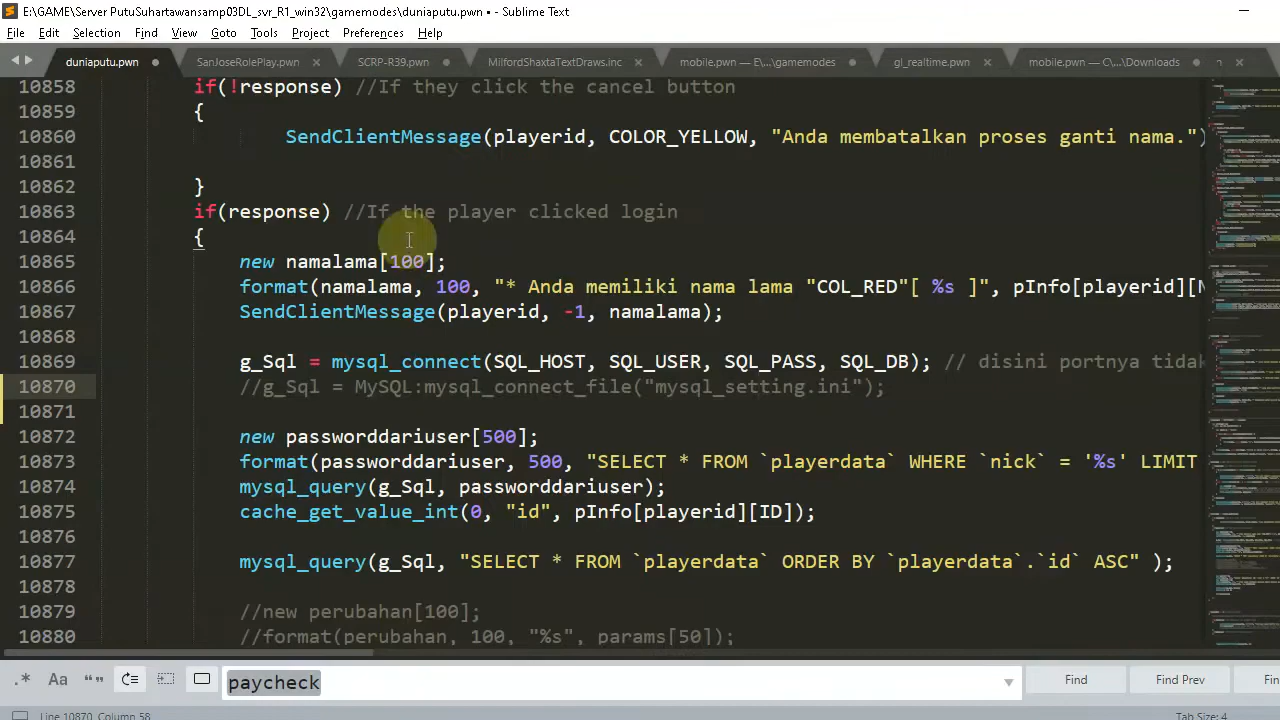 E:\GAME\Server PutuSuhartawansamp03DL_svr_R1_win32\gamemodes\duniaputu.pwn • - Sublime Text
File Edit Selection Find View Goto Tools Project Preferences Help
duniaputu.pwn SanJoseRolePlay.pwn SCRP-R39.pwn MilfordShaxtaTextDraws.inc mobile.pwn — E...\gamemodes gl_realtime.pwn mobile.pwn — C...\Downloads
10858 if(!response) //If they click the cancel button
10859 {
10860 SendClientMessage(playerid, COLOR_YELLOW, "Anda membatalkan proses ganti nama.")
10861
10862 }
10863 if(response) //If the player clicked login
10864 {
10865 new namalama[100];
10866 format(namalama, 100, "* Anda memiliki nama lama "COL_RED"[ %s ]", pInfo[playerid][N
10867 SendClientMessage(playerid, -1, namalama);
10868
10869 g_Sql = mysql_connect(SQL_HOST, SQL_USER, SQL_PASS, SQL_DB); // disini portnya tidak
10870 //g_Sql = MySQL:mysql_connect_file("mysql_setting.ini");
10871
10872 new passworddariuser[500];
10873 format(passworddariuser, 500, "SELECT * FROM `playerdata` WHERE `nick` = '%s' LIMIT
10874 mysql_query(g_Sql, passworddariuser);
10875 cache_get_value_int(0, "id", pInfo[playerid][ID]);
10876
10877 mysql_query(g_Sql, "SELECT * FROM `playerdata` ORDER BY `playerdata`.`id` ASC" );
10878
10879 //new perubahan[100];
10880 //format(perubahan, 100, "%s", params[50]);
.* Aa “” paycheck Find Find Prev Fin
Line 10870, Column 58 Tab Size: 4